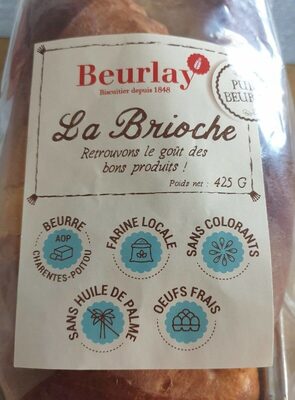 Beurlay
Biscuitier depuis 1848
PUR
BEURRE
La Brioche
Retrouvons le goût des
bons produits !
Poids net : 425 G
BEURRE
AOP
CHARENTES-POITOU
FARINE LOCALE
SANS COLORANTS
SANS HUILE DE PALME
OEUFS FRAIS